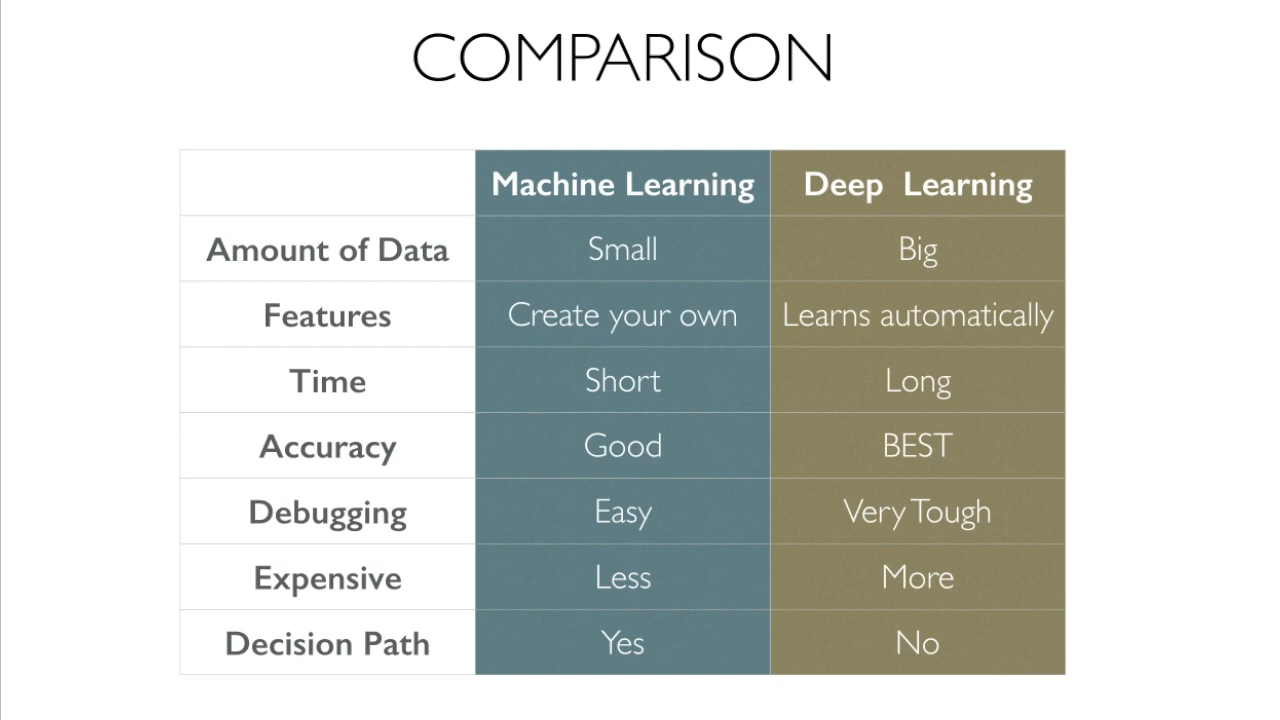 COMPARISON
Machine Learning Deep Learning
Amount of Data Small Big
Features Create your own Learns automatically
Time Short Long
Accuracy Good BEST
Debugging Easy Very Tough
Expensive Less More
Decision Path Yes No